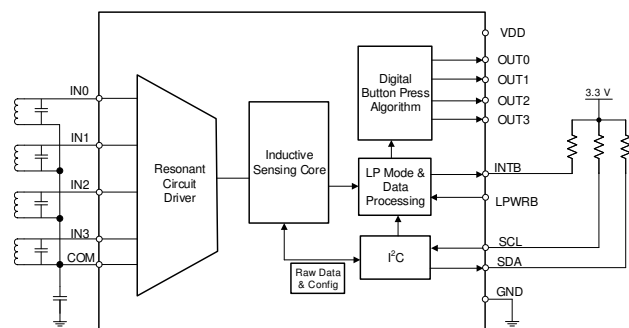 VDD
OUT0
OUT1
OUT2
OUT3
Digital
Button Press
Algorithm
3.3 V
IN0
IN1
IN2
IN3
COM
Resonant
Circuit
Driver
Inductive
Sensing Core
LP Mode &
Data
Processing
INTB
LPWRB
SCL
I²C
SDA
Raw Data
& Config
GND